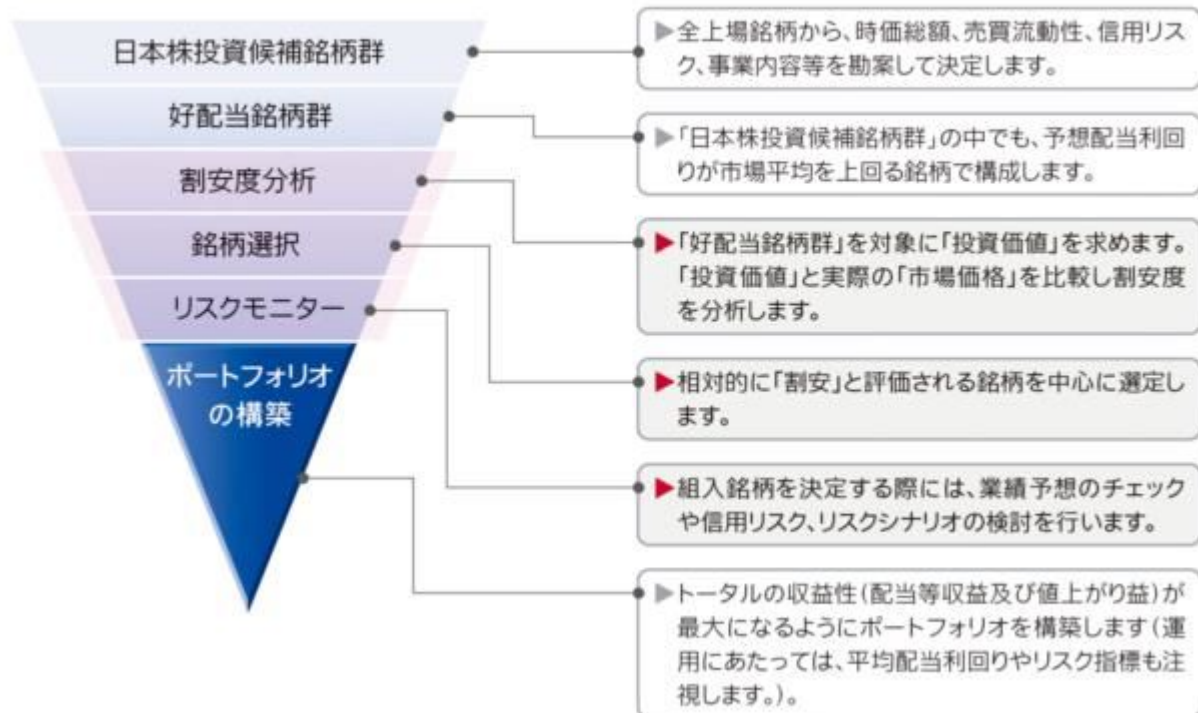 日本株投資候補銘柄群
▶全上場銘柄から、時価総額、売買流動性、信用リス
ク、事業内容等を勘案して決定します。
好配当銘柄群
▶「日本株投資候補銘柄群」の中でも、予想配当利回
りが市場平均を上回る銘柄で構成します。
割安度分析
▶「好配当銘柄群」を対象に「投資価値」を求めます。
「投資価値」と実際の「市場価格」を比較し割安度
を分析します。
銘柄選択
▶相対的に「割安」と評価される銘柄を中心に選定し
ます。
リスクモニター
▶組入銘柄を決定する際には、業績予想のチェック
や信用リスク、リスクシナリオの検討を行います。
ポートフォリオ
の構築
▶トータルの収益性(配当等収益及び値上がり益)が
最大になるようにポートフォリオを構築します(運
用にあたっては、平均配当利回りやリスク指標も注
視します。)。